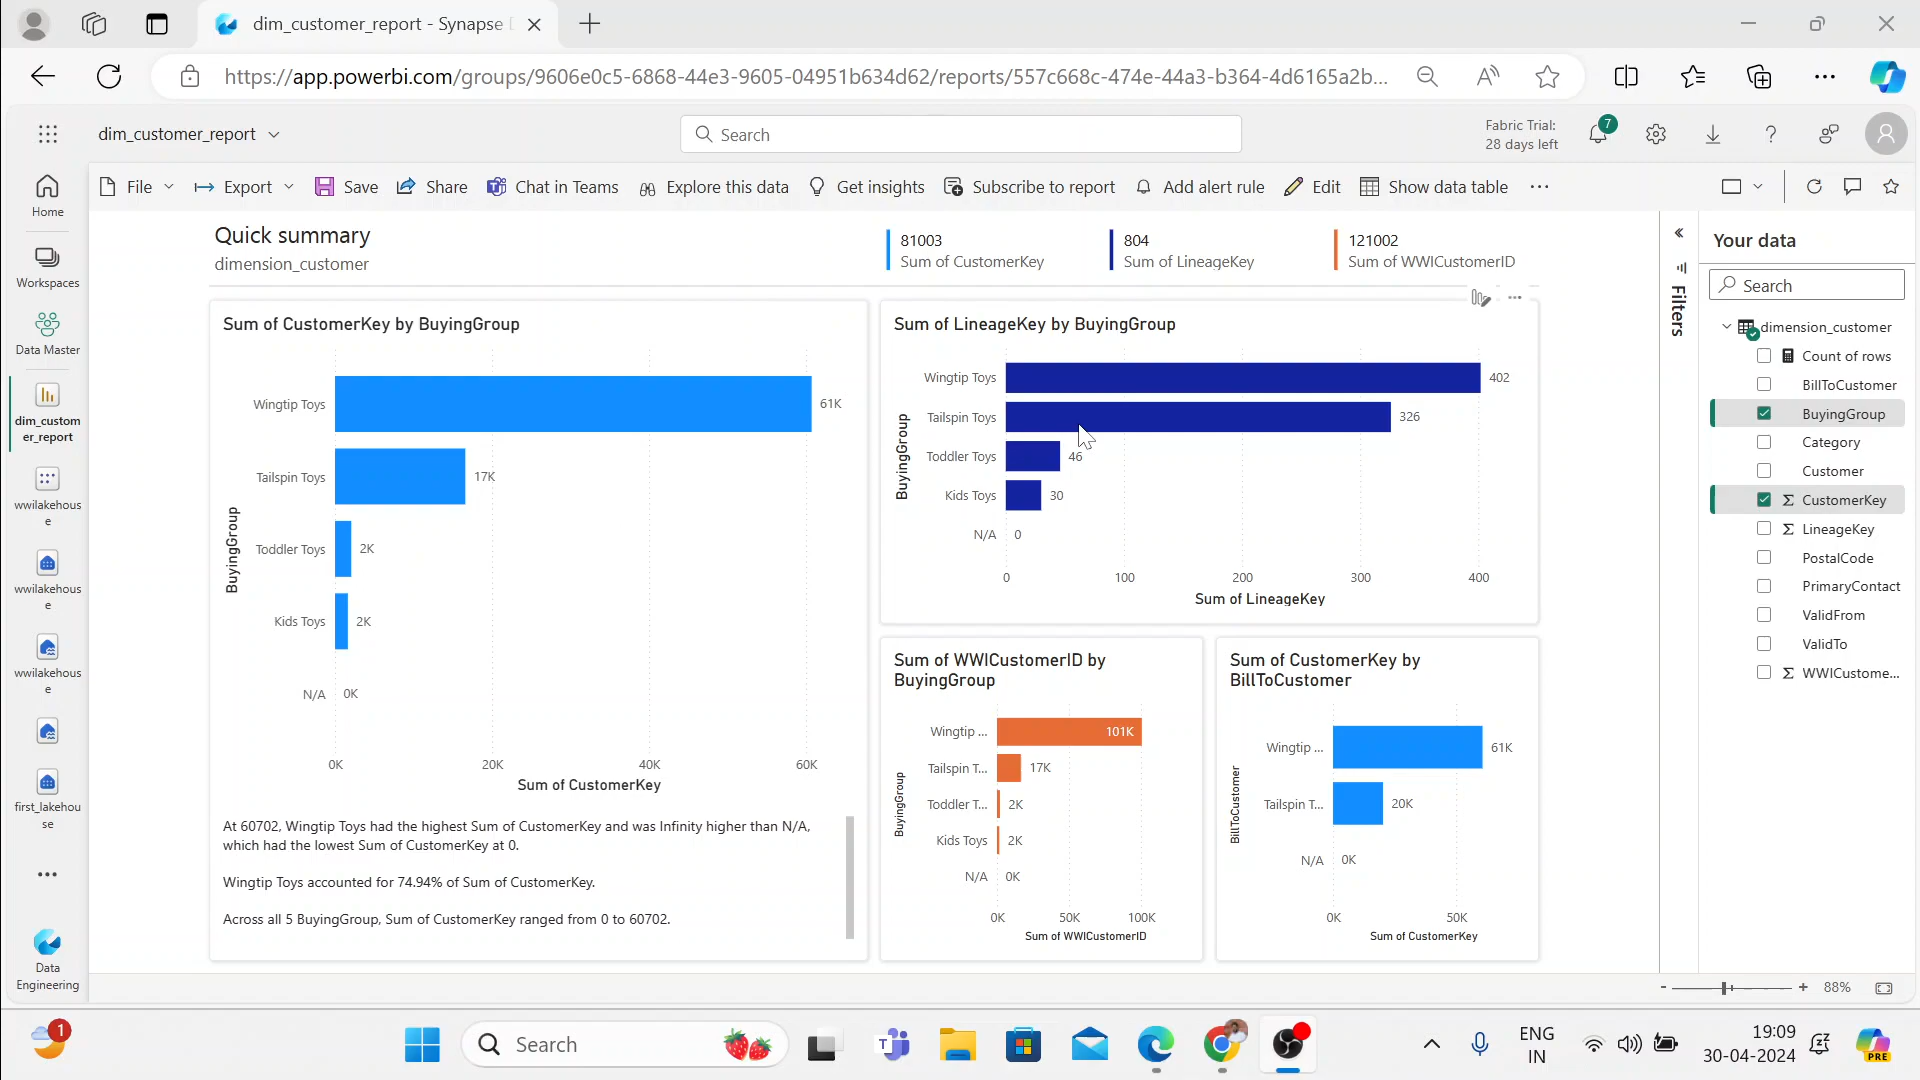 dim_customer_report - Synapse
https://app.powerbi.com/groups/9606e0c5-6868-44e3-9605-04951b634d62/reports/557c668c-474e-44a3-b364-4d6165a2b...
dim_customer_report
Search
Fabric Trial:
28 days left
7
File
Export
Save
Share
Chat in Teams
Explore this data
Get insights
Subscribe to report
Add alert rule
Edit
Show data table
Home
Workspaces
Data Master
dim_custom
er_report
wwilakehous
e
wwilakehous
e
wwilakehous
e
first_lakehou
se
Data
Engineering
Quick summary
dimension_customer
81003
Sum of CustomerKey
804
Sum of LineageKey
121002
Sum of WWICustomerID
Sum of CustomerKey by BuyingGroup
BuyingGroup
Wingtip Toys 61K
Tailspin Toys 17K
Toddler Toys 2K
Kids Toys 2K
N/A 0K
0K 20K 40K 60K
Sum of CustomerKey
At 60702, Wingtip Toys had the highest Sum of CustomerKey and was Infinity higher than N/A,
which had the lowest Sum of CustomerKey at 0.
Wingtip Toys accounted for 74.94% of Sum of CustomerKey.
Across all 5 BuyingGroup, Sum of CustomerKey ranged from 0 to 60702.
Sum of LineageKey by BuyingGroup
BuyingGroup
Wingtip Toys 402
Tailspin Toys 326
Toddler Toys 46
Kids Toys 30
N/A 0
0 100 200 300 400
Sum of LineageKey
Sum of WWICustomerID by
BuyingGroup
BuyingGroup
Wingtip ... 101K
Tailspin T... 17K
Toddler T... 2K
Kids Toys 2K
N/A 0K
0K 50K 100K
Sum of WWICustomerID
Sum of CustomerKey by
BillToCustomer
BillToCustomer
Wingtip ... 61K
Tailspin T... 20K
N/A 0K
0K 50K
Sum of CustomerKey
Filters
Your data
Search
dimension_customer
Count of rows
BillToCustomer
BuyingGroup
Category
Customer
Σ CustomerKey
Σ LineageKey
PostalCode
PrimaryContact
ValidFrom
ValidTo
Σ WWICustome...
- + 88%
1
Search
T
ENG
IN
19:09
30-04-2024
PRE